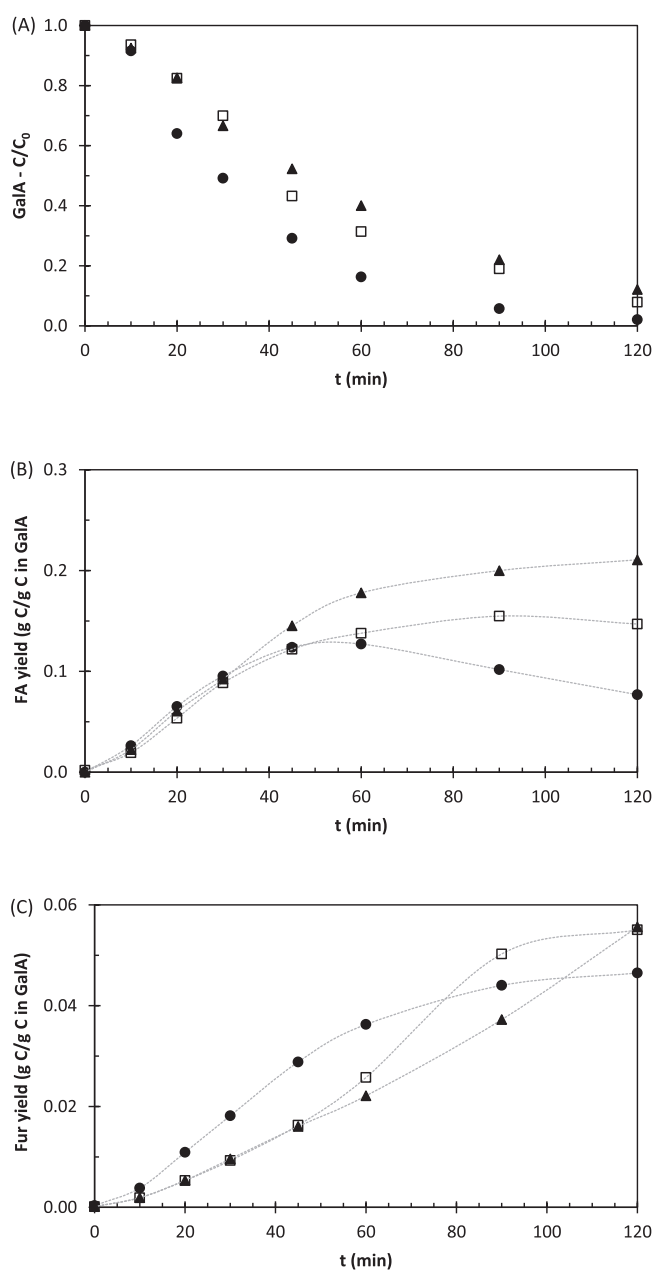 (A)
1.0
0.8
0.6
0.4
0.2
0.0
GalA - C/C₀
0 20 40 60 80 100 120
t (min)
(B)
0.3
0.2
0.1
0.0
FA yield (g C/g C in GalA
0 20 40 60 80 100 120
t (min)
(C)
0.06
0.04
0.02
0.00
Fur yield (g C/g C in GalA)
0 20 40 60 80 100 120
t (min)